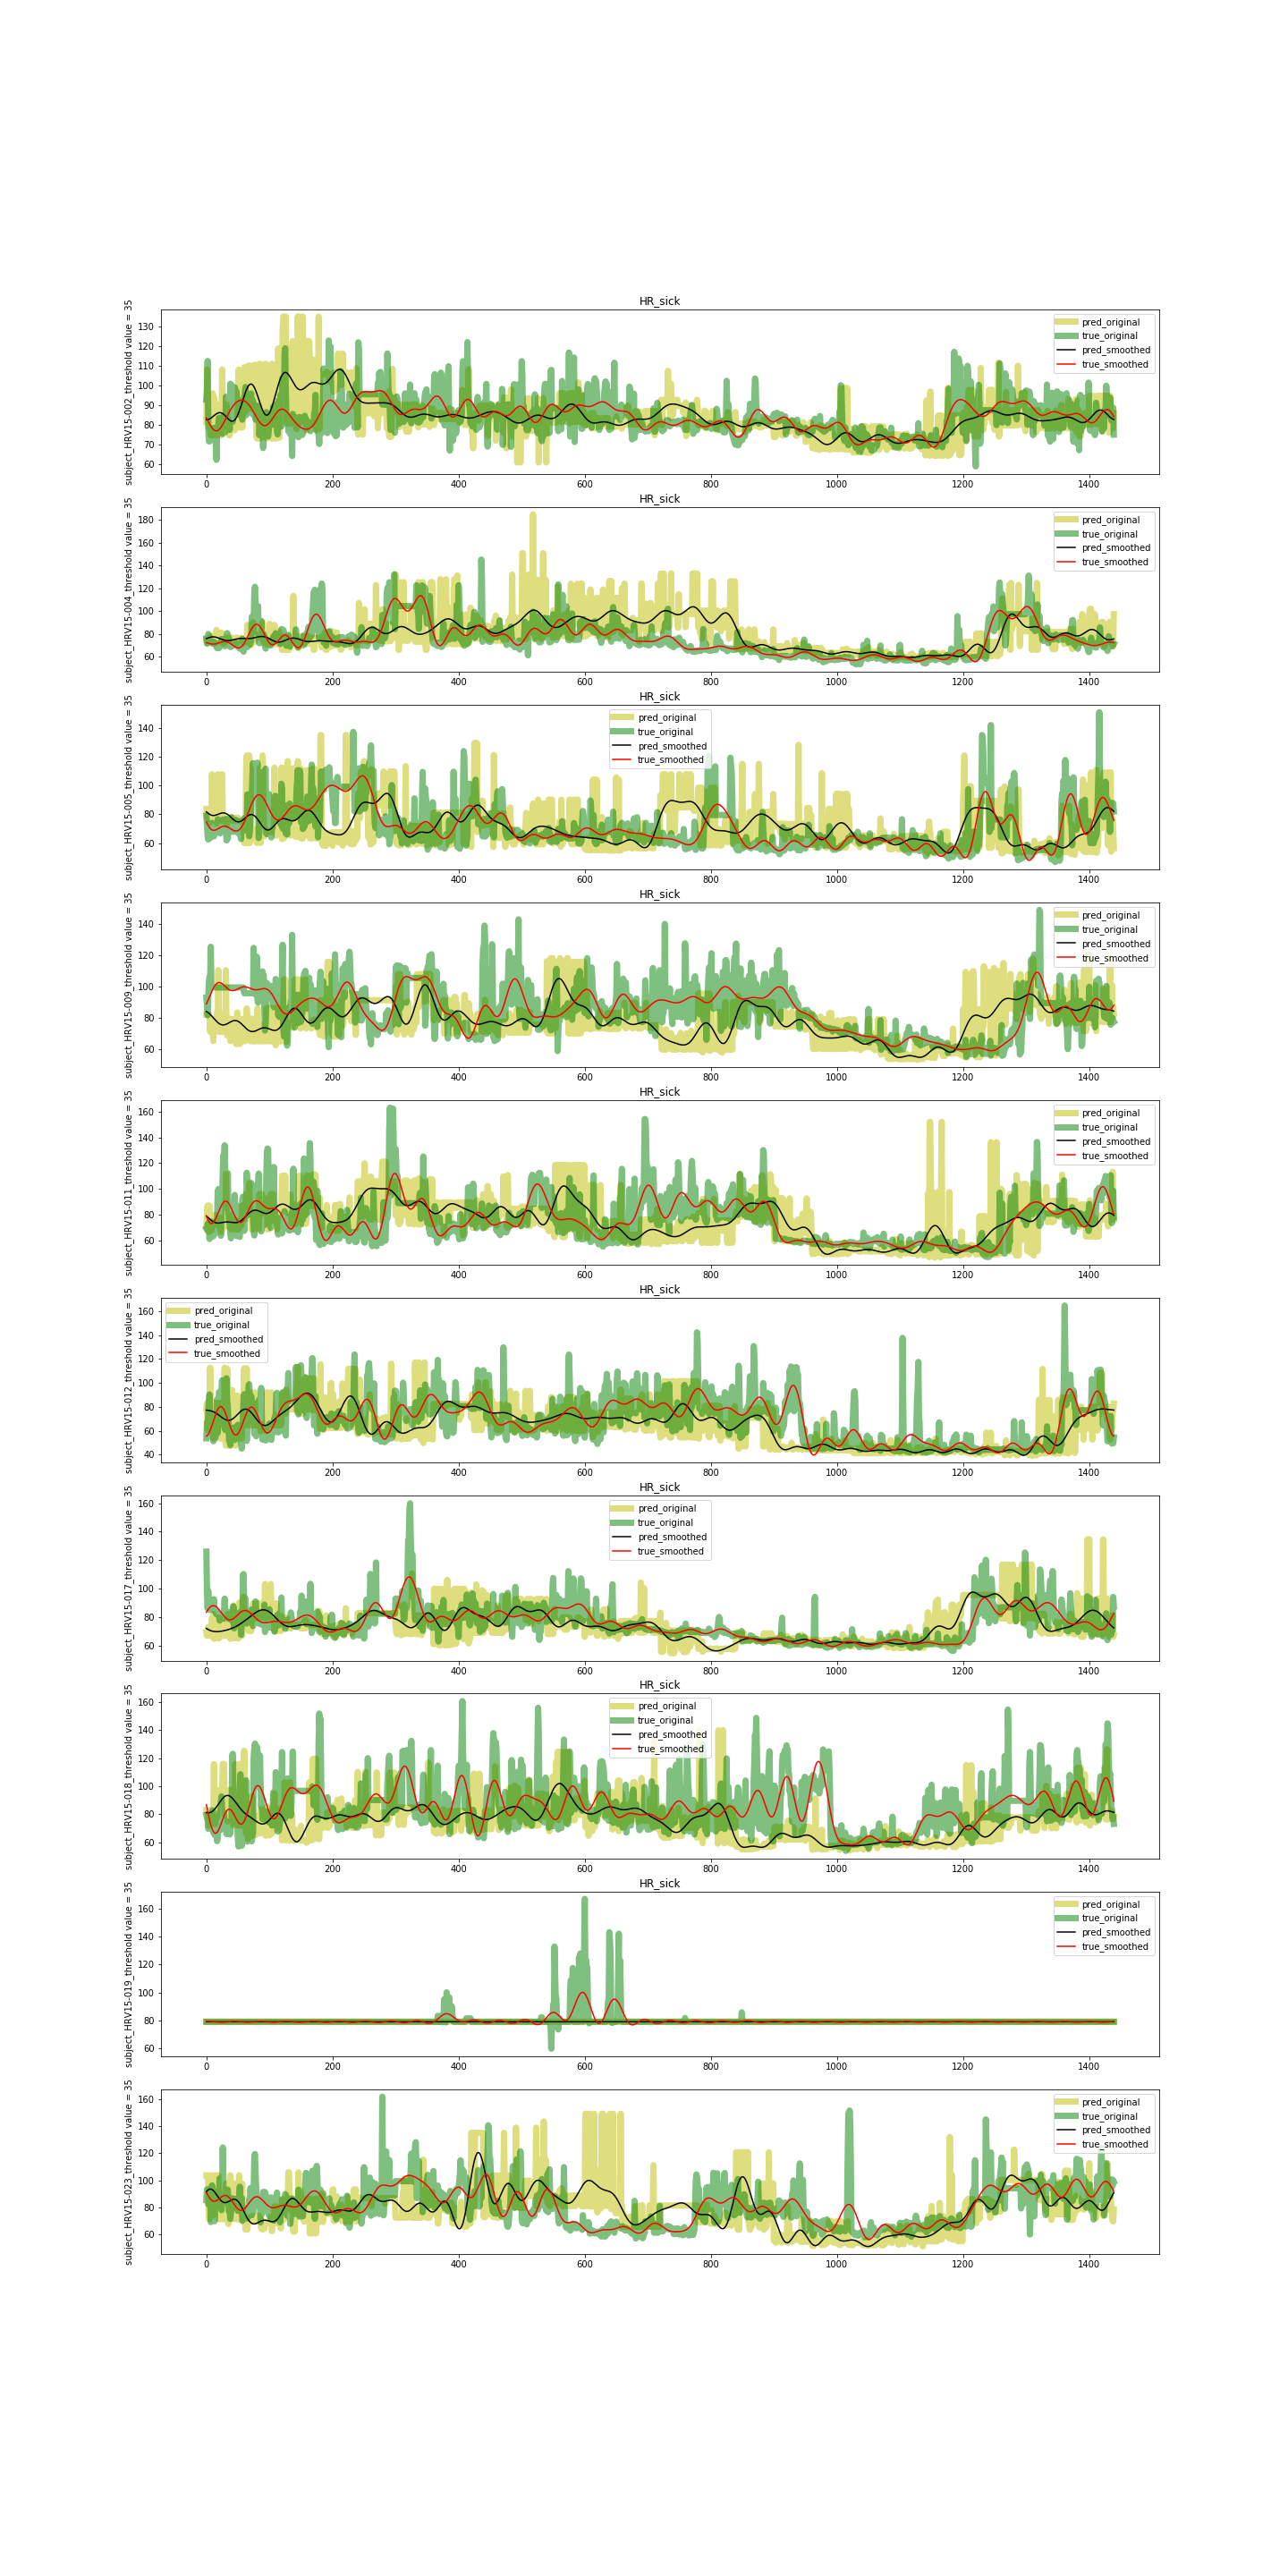 HR_sick
subject_HRV15-002_threshold value = 35
130
120
110
100
90
80
70
60
pred_original
true_original
pred_smoothed
true_smoothed
0 200 400 600 800 1000 1200 1400
HR_sick
subject_HRV15-004_threshold value = 35
180
160
140
120
100
80
60
pred_original
true_original
pred_smoothed
true_smoothed
0 200 400 600 800 1000 1200 1400
HR_sick
subject_HRV15-005_threshold value = 35
140
120
100
80
60
pred_original
true_original
pred_smoothed
true_smoothed
0 200 400 600 800 1000 1200 1400
HR_sick
subject_HRV15-009_threshold value = 35
140
120
100
80
60
pred_original
true_original
pred_smoothed
true_smoothed
0 200 400 600 800 1000 1200 1400
HR_sick
subject_HRV15-011_threshold value = 35
160
140
120
100
80
60
pred_original
true_original
pred_smoothed
true_smoothed
0 200 400 600 800 1000 1200 1400
HR_sick
subject_HRV15-012_threshold value = 35
160
140
120
100
80
60
40
pred_original
true_original
pred_smoothed
true_smoothed
0 200 400 600 800 1000 1200 1400
HR_sick
subject_HRV15-017_threshold value = 35
160
140
120
100
80
60
pred_original
true_original
pred_smoothed
true_smoothed
0 200 400 600 800 1000 1200 1400
HR_sick
subject_HRV15-018_threshold value = 35
160
140
120
100
80
60
pred_original
true_original
pred_smoothed
true_smoothed
0 200 400 600 800 1000 1200 1400
HR_sick
subject_HRV15-019_threshold value = 35
160
140
120
100
80
60
pred_original
true_original
pred_smoothed
true_smoothed
0 200 400 600 800 1000 1200 1400
subject_HRV15-023_threshold value = 35
160
140
120
100
80
60
pred_original
true_original
pred_smoothed
true_smoothed
0 200 400 600 800 1000 1200 1400